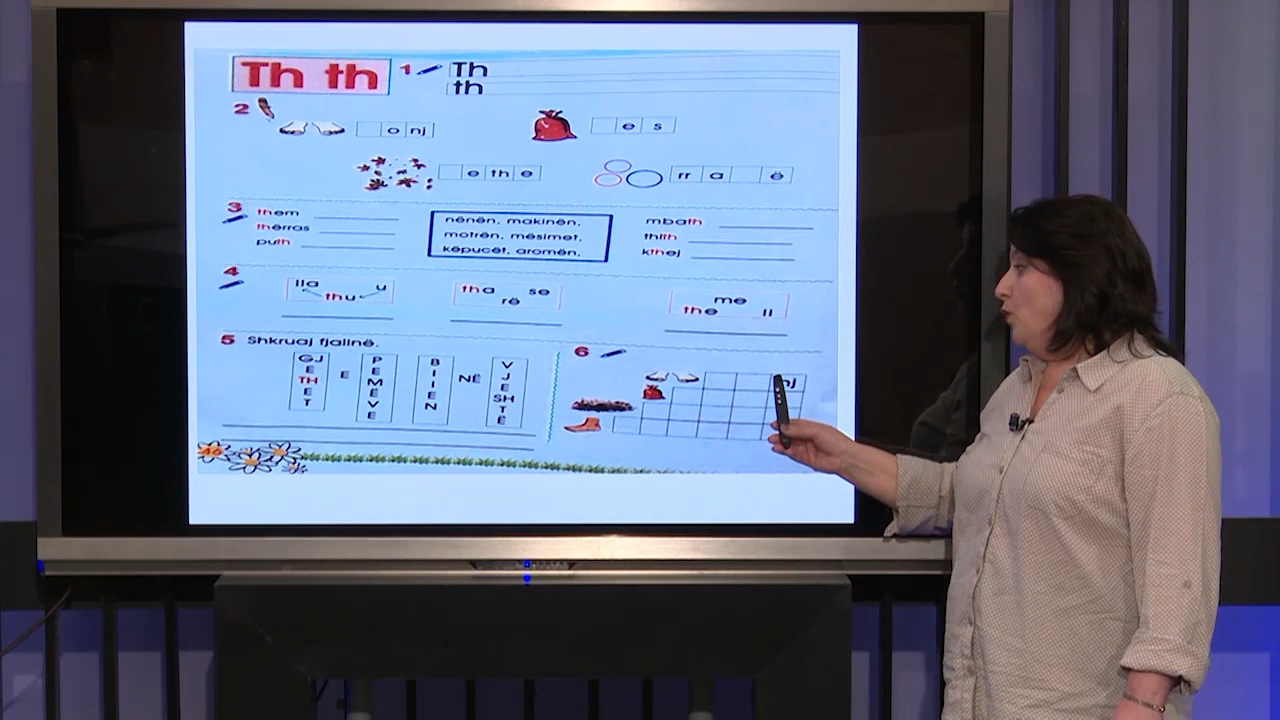 Th th 1 Th
th
2 o nj e s
e th e rr a ë
3 them nënën, makinën, mbath
thërras motrën, mësimet, thith
puth këpucët, aromën, kthej
4 lla u thu tha se rë me the ll
5 Shkruaj fjalinë. 6
GJ E TH E T E P E M Ë V E B I I E N NË V J E SH T Ë
nj
46